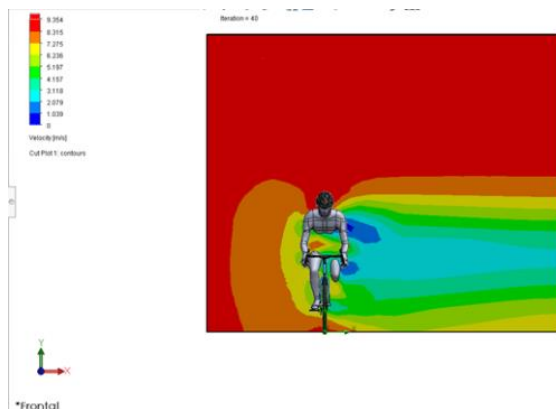 Iteration = 40
9.354
8.315
7.275
6.236
5.197
4.157
3.118
2.079
1.039
0
Velocity [m/s]
Cut Plot 1: contours
Y
X
*Frontal